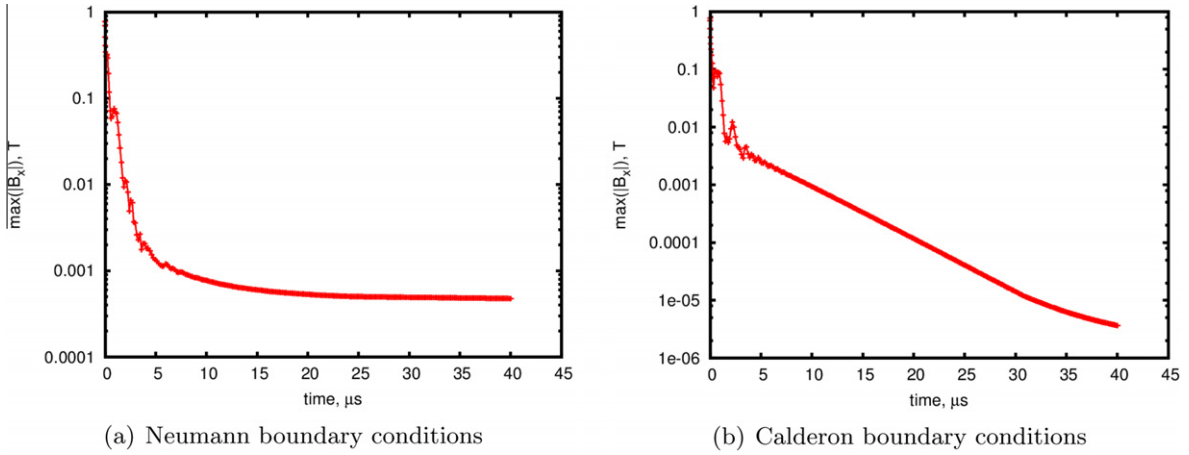 1
0.1
0.01
0.001
0.0001
max(|B_x|), T
0 5 10 15 20 25 30 35 40 45
time, μs
(a) Neumann boundary conditions
1
0.1
0.01
0.001
0.0001
1e-05
1e-06
max(|B_x|), T
0 5 10 15 20 25 30 35 40 45
time, μs
(b) Calderon boundary conditions